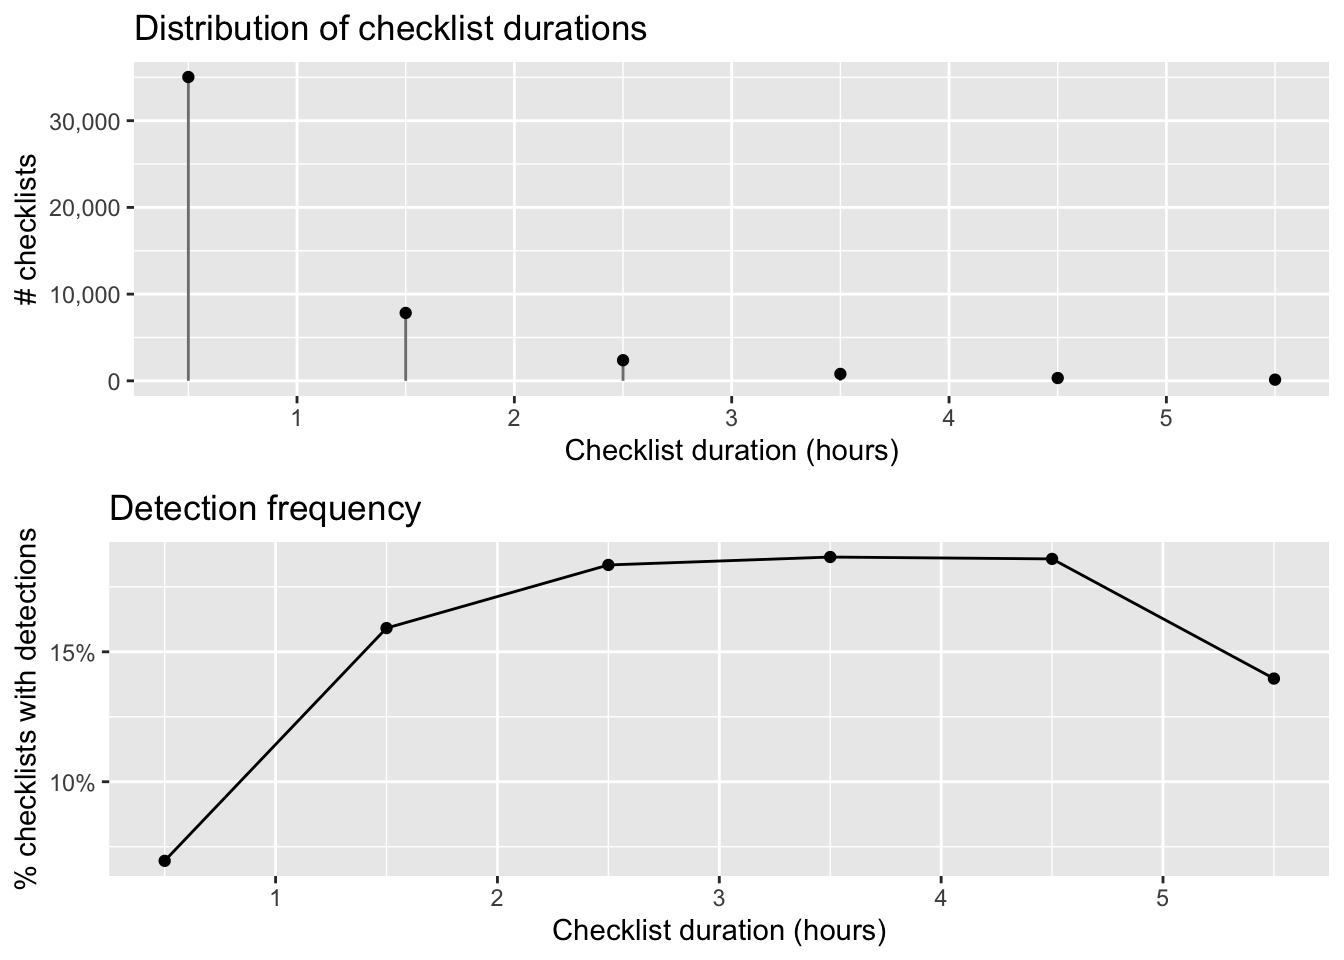 Distribution of checklist durations
# checklists
30,000
20,000
10,000
0
1 2 3 4 5
Checklist duration (hours)
Detection frequency
% checklists with detections
15%
10%
1 2 3 4 5
Checklist duration (hours)